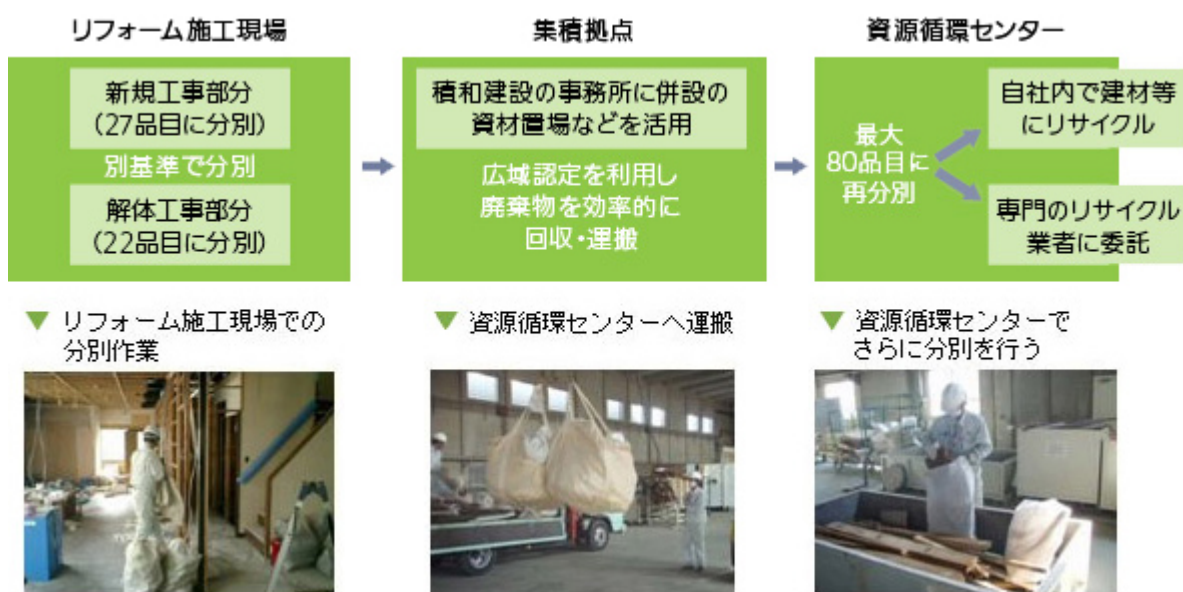 リフォーム施工現場
新規工事部分
(27品目に分別)
別基準で分別
解体工事部分
(22品目に分別)
集積拠点
積和建設の事務所に併設の
資材置場などを活用
広域認定を利用し
廃棄物を効率的に
回収・運搬
資源循環センター
最大
80品目に
再分別
自社内で建材等
にリサイクル
専門のリサイクル
業者に委託
▼ リフォーム施工現場での
分別作業
▼ 資源循環センターへ運搬
▼ 資源循環センターで
さらに分別を行う